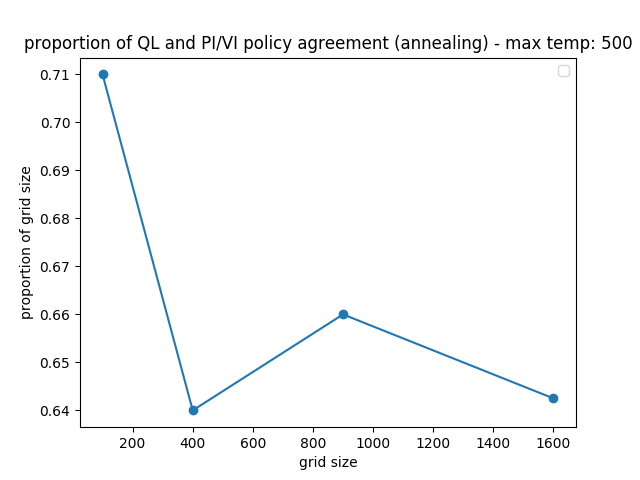 proportion of QL and PI/VI policy agreement (annealing) - max temp: 500
0.71
0.70
0.69
0.68
0.67
0.66
0.65
0.64
proportion of grid size
200 400 600 800 1000 1200 1400 1600
grid size